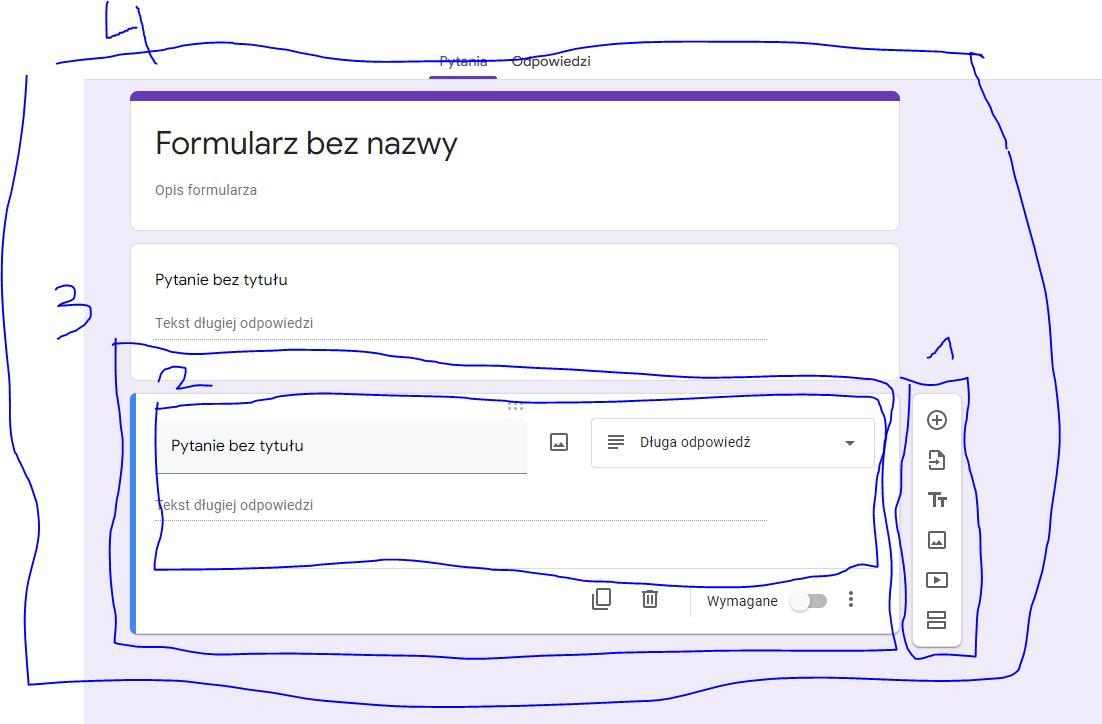 4
Pytania Odpowiedzi
Formularz bez nazwy
Opis formularza
Pytanie bez tytułu
3
Tekst długiej odpowiedzi
1
2
Pytanie bez tytułu Długa odpowiedź
Tekst długiej odpowiedzi
Wymagane